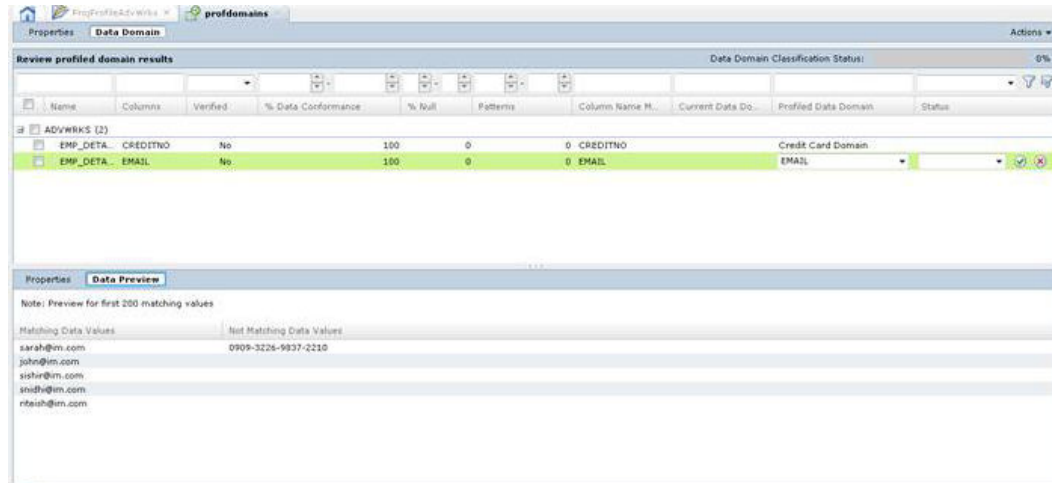 ProjProfileAdvWrks × profdomains
Properties Data Domain Actions
Review profiled domain results Data Domain Classification Status: 0%
Name Columns Verified % Data Conformance % Null Patterns Column Name M... Current Data Do... Profiled Data Domain Status
ADVWRKS (2)
EMP_DETA... CREDITNO No 100 0 0 CREDITNO Credit Card Domain
EMP_DETA... EMAIL No 100 0 0 EMAIL EMAIL
Properties Data Preview
Note: Preview for first 200 matching values
Matching Data Values Not Matching Data Values
sarah@im.com 0909-3226-9837-2210
john@im.com
sishir@im.com
snidhi@im.com
riteish@im.com